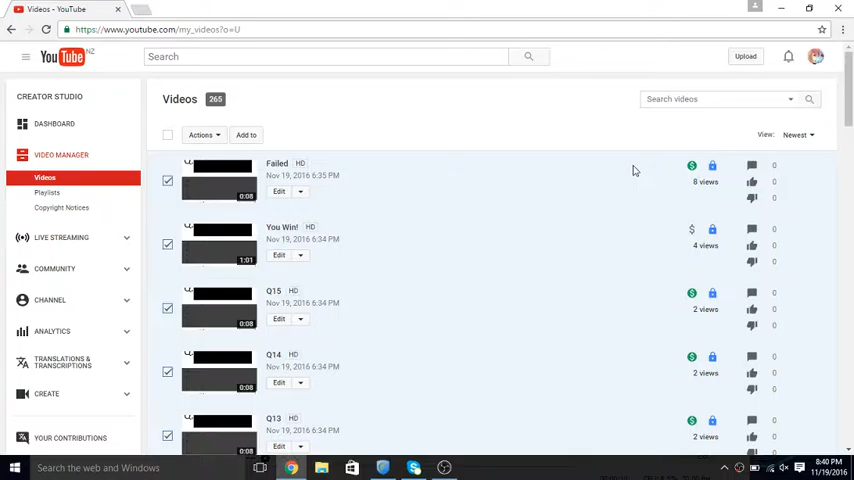 Videos - YouTube
https://www.youtube.com/my_videos?o=U
YouTube NZ
Search
Upload
CREATOR STUDIO
DASHBOARD
VIDEO MANAGER
Videos
Playlists
Copyright Notices
LIVE STREAMING
COMMUNITY
CHANNEL
ANALYTICS
TRANSLATIONS &
TRANSCRIPTIONS
CREATE
YOUR CONTRIBUTIONS
Videos 265
Search videos
Actions
Add to
View: Newest
Failed HD
Nov 19, 2016 6:35 PM
Edit
0:08
8 views
0
0
0
You Win! HD
Nov 19, 2016 6:34 PM
Edit
1:01
4 views
0
0
0
Q15 HD
Nov 19, 2016 6:34 PM
Edit
0:08
2 views
0
0
0
Q14 HD
Nov 19, 2016 6:34 PM
Edit
0:08
2 views
0
0
0
Q13 HD
Nov 19, 2016 6:34 PM
Edit
2 views
0
0
0
Search the web and Windows
8:40 PM
11/19/2016